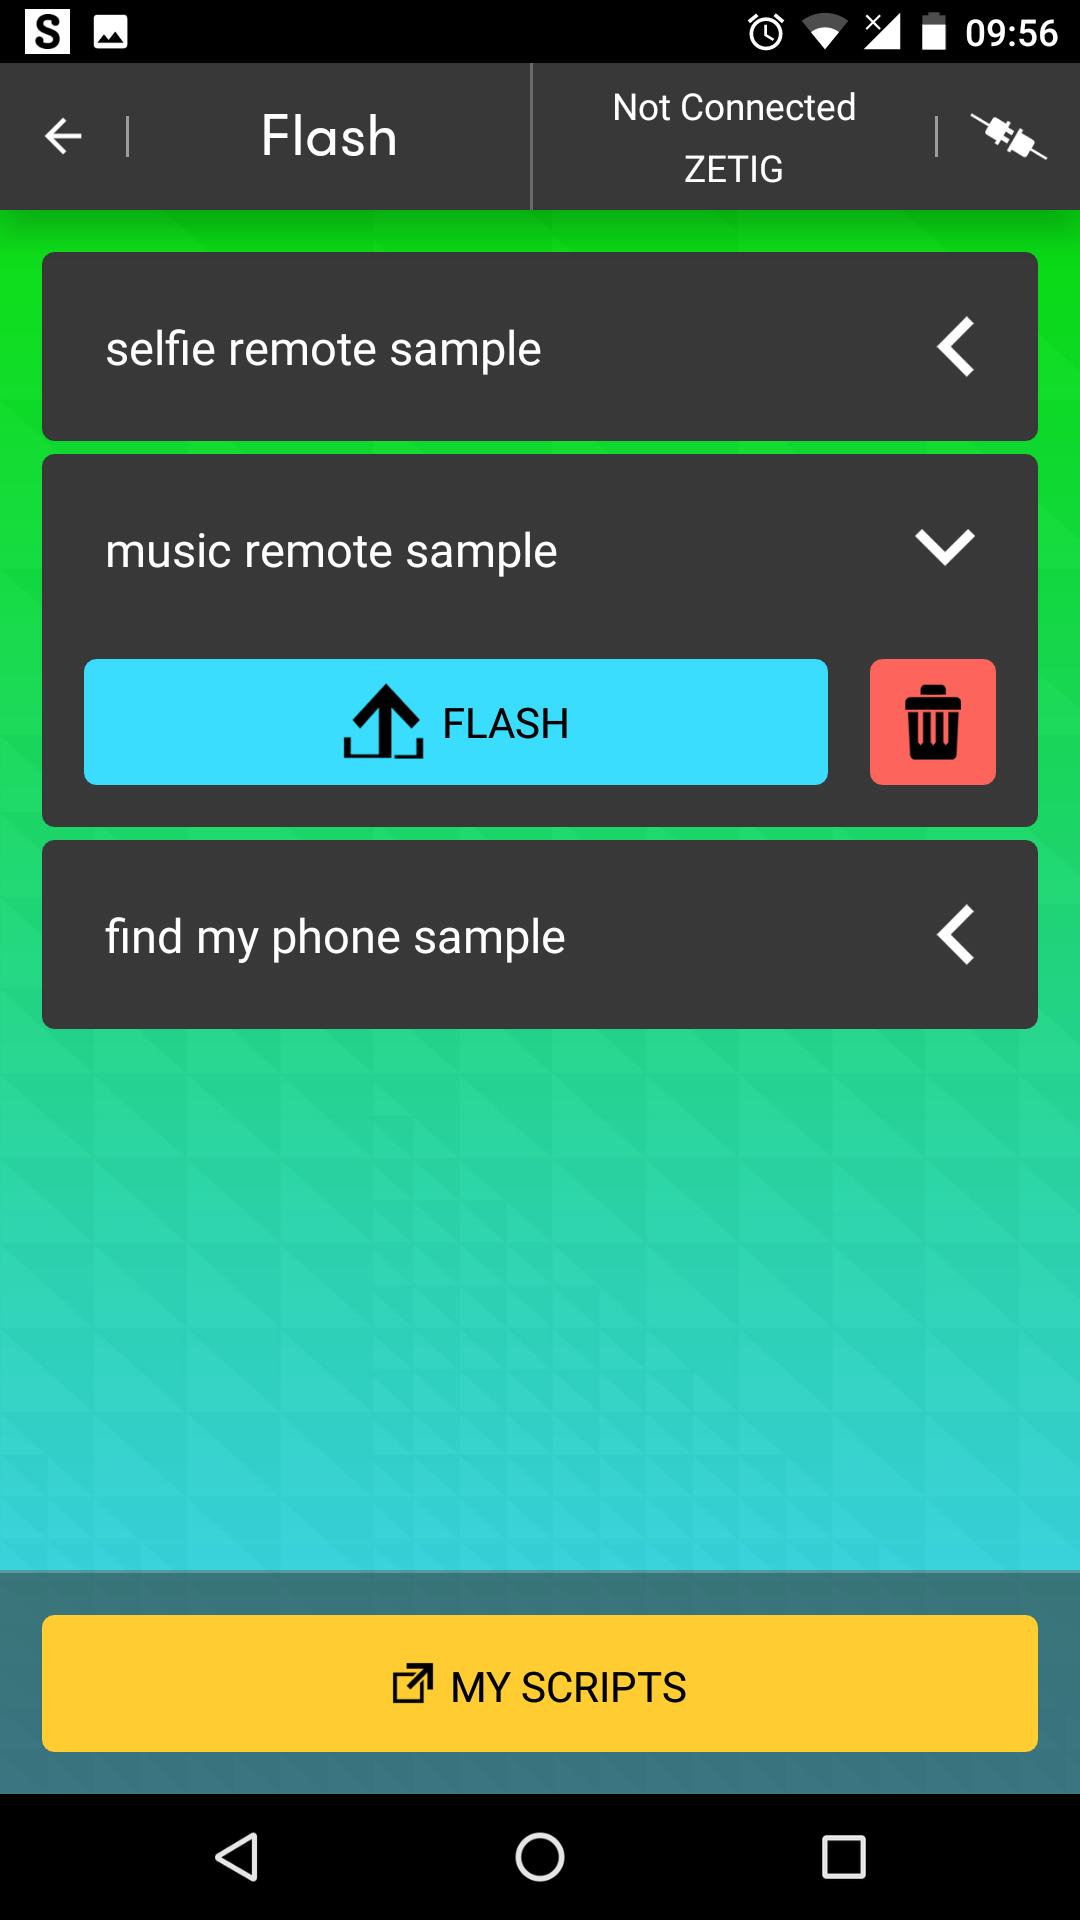 S
09:56
Flash
Not Connected
ZETIG
selfie remote sample
music remote sample
FLASH
find my phone sample
MY SCRIPTS